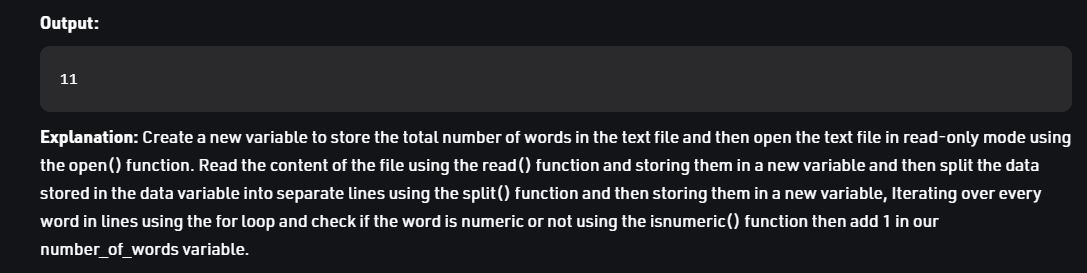 Output:
11
Explanation: Create a new variable to store the total number of words in the text file and then open the text file in read-only mode using
the open() function. Read the content of the file using the read() function and storing them in a new variable and then split the data
stored in the data variable into separate lines using the split() function and then storing them in a new variable, Iterating over every
word in lines using the for loop and check if the word is numeric or not using the isnumeric() function then add 1 in our
number_of_words variable.